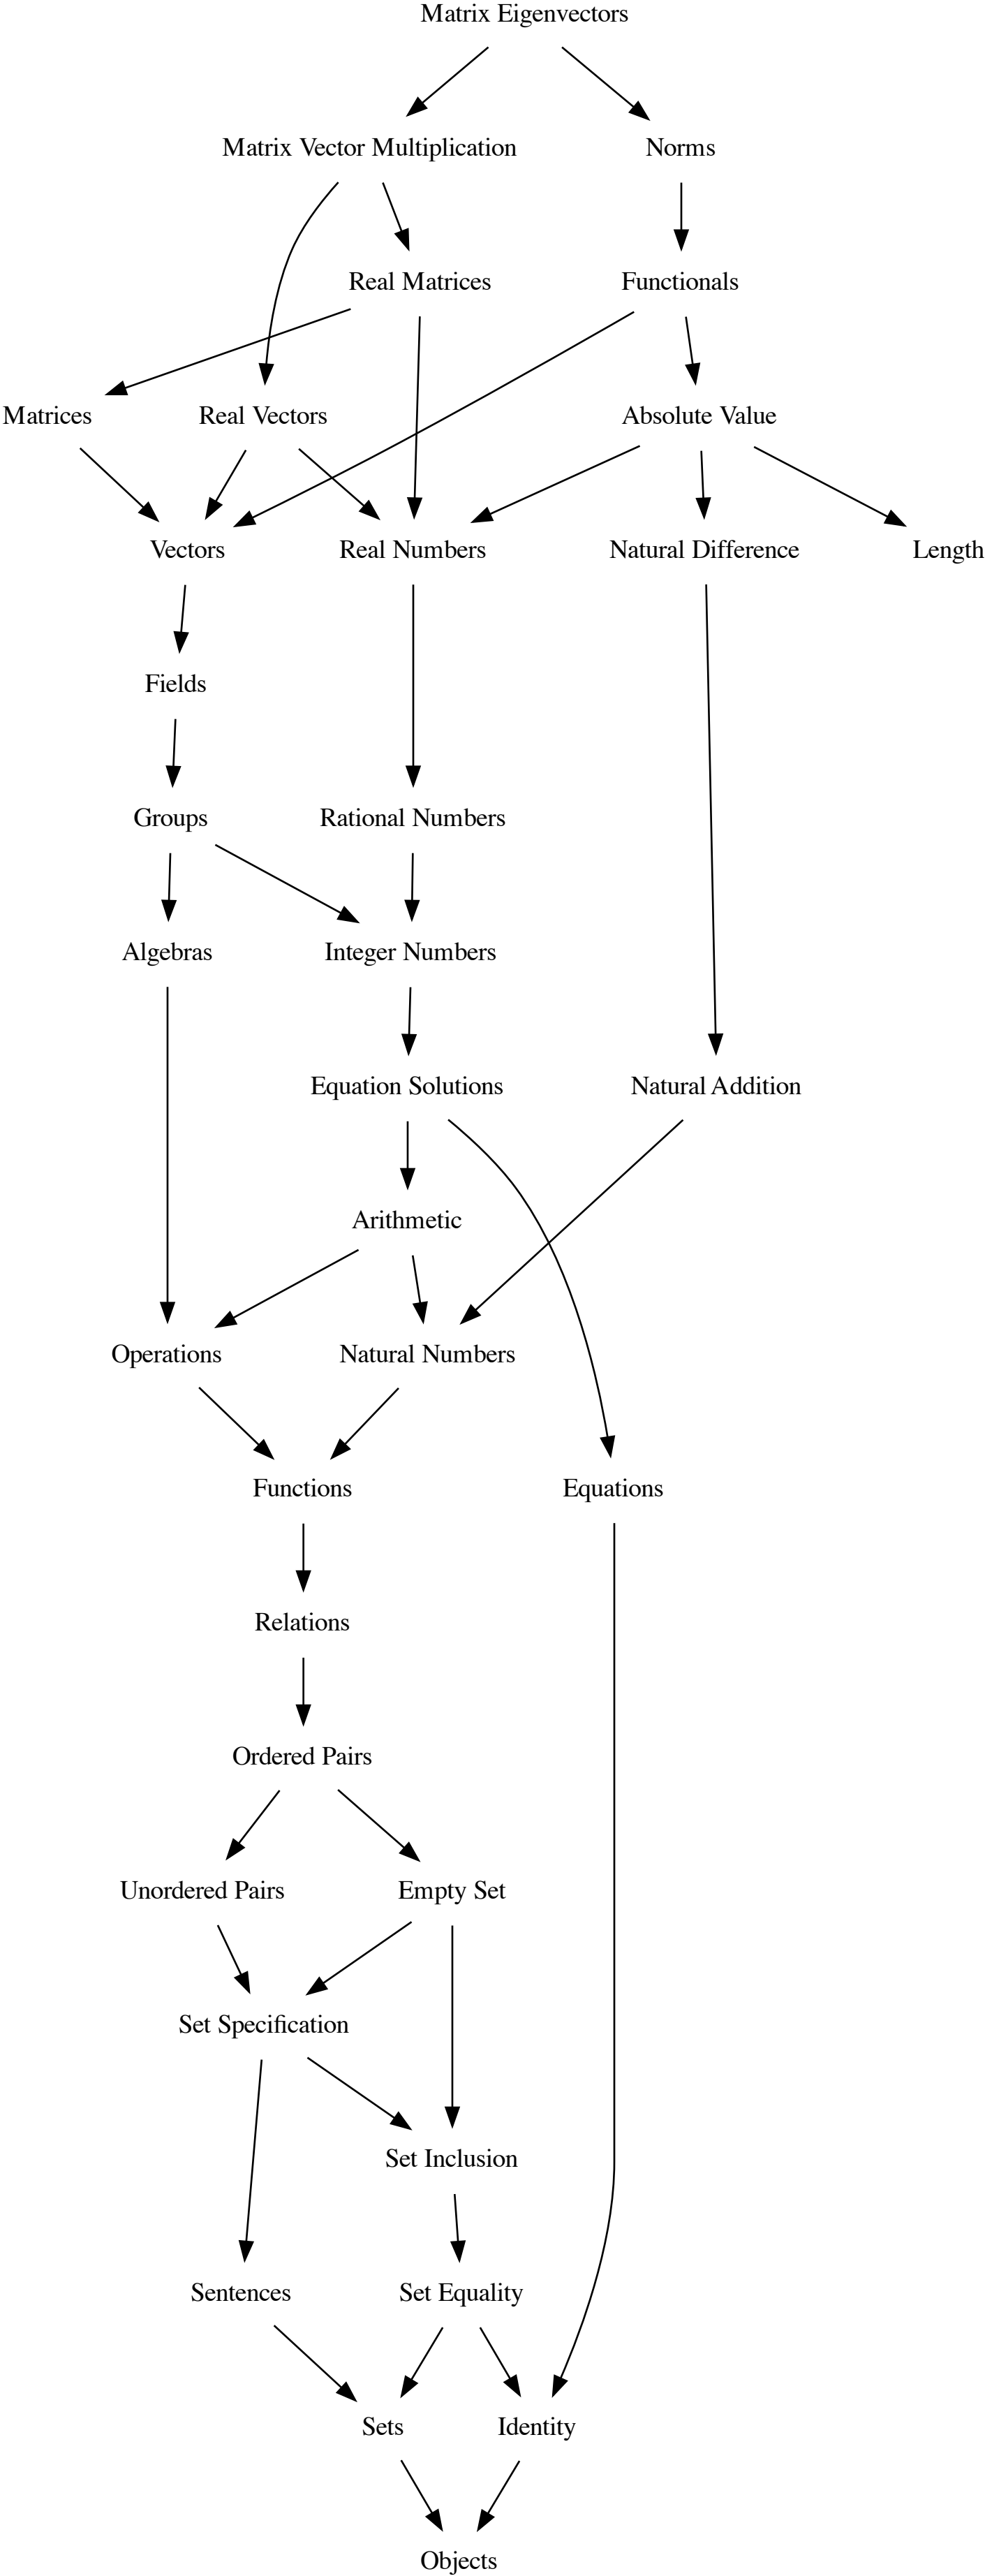 Matrix Eigenvectors
Matrix Vector Multiplication
Norms
Real Matrices
Functionals
Matrices
Real Vectors
Absolute Value
Vectors
Real Numbers
Natural Difference
Length
Fields
Groups
Rational Numbers
Algebras
Integer Numbers
Equation Solutions
Natural Addition
Arithmetic
Operations
Natural Numbers
Functions
Equations
Relations
Ordered Pairs
Unordered Pairs
Empty Set
Set Specification
Set Inclusion
Sentences
Set Equality
Sets
Identity
Objects